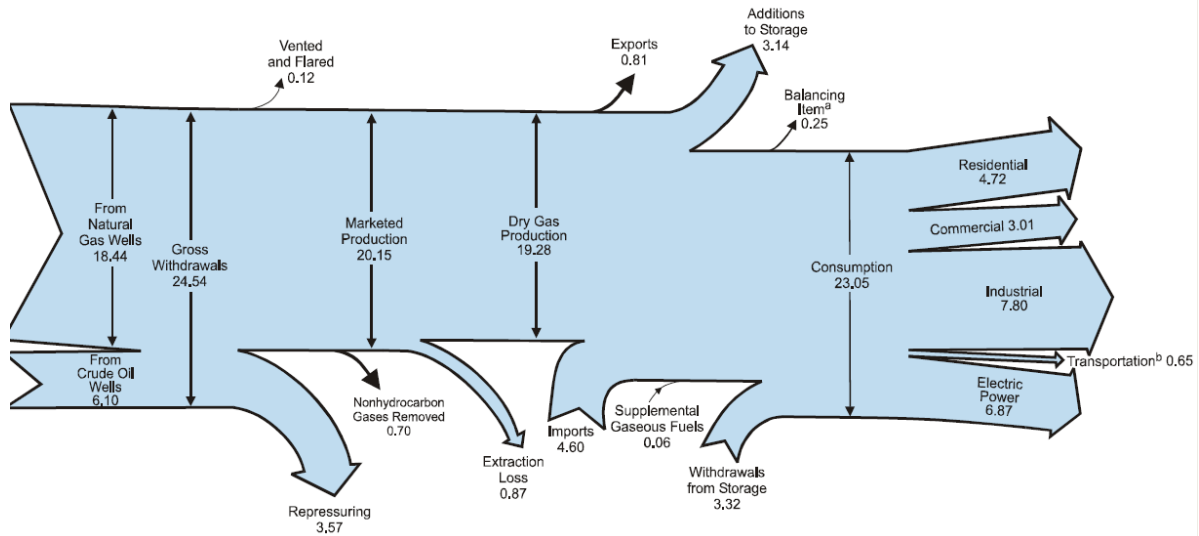 Vented
and Flared
0.12
Exports
0.81
Additions
to Storage
3.14
Balancing
Itemᵃ
0.25
From
Natural
Gas Wells
18.44
Gross
Withdrawals
24.54
Marketed
Production
20.15
Dry Gas
Production
19.28
Consumption
23.05
Residential
4.72
Commercial 3.01
Industrial
7.80
Transportationᵇ 0.65
Electric
Power
6.87
From
Crude Oil
Wells
6.10
Repressuring
3.57
Nonhydrocarbon
Gases Removed
0.70
Extraction
Loss
0.87
Imports
4.60
Supplemental
Gaseous Fuels
0.06
Withdrawals
from Storage
3.32